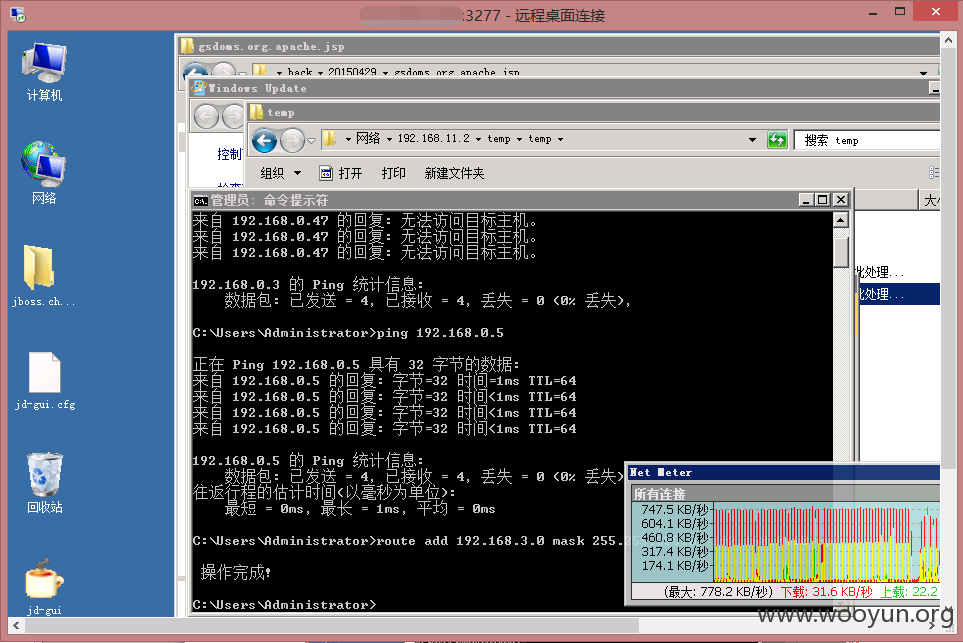 :3277 - 远程桌面连接
计算机
网络
jboss.ch...
jd-gui.cfg
回收站
jd-gui
gsdoms.org.apache.jsp
back 20150429 gsdoms.org.apache.jsp
Windows Update
temp
网络 192.168.11.2 temp temp
搜索 temp
组织 打开 打印 新建文件夹
管理员: 命令提示符
来自 192.168.0.47 的回复: 无法访问目标主机。
来自 192.168.0.47 的回复: 无法访问目标主机。
来自 192.168.0.47 的回复: 无法访问目标主机。
192.168.0.3 的 Ping 统计信息:
数据包: 已发送 = 4, 已接收 = 4, 丢失 = 0 (0% 丢失),
C:\Users\Administrator>ping 192.168.0.5
正在 Ping 192.168.0.5 具有 32 字节的数据:
来自 192.168.0.5 的回复: 字节=32 时间=1ms TTL=64
来自 192.168.0.5 的回复: 字节=32 时间<1ms TTL=64
来自 192.168.0.5 的回复: 字节=32 时间<1ms TTL=64
来自 192.168.0.5 的回复: 字节=32 时间<1ms TTL=64
192.168.0.5 的 Ping 统计信息:
数据包: 已发送 = 4, 已接收 = 4, 丢失 = 0 (0% 丢失)
往返行程的估计时间(以毫秒为单位):
最短 = 0ms, 最长 = 1ms, 平均 = 0ms
C:\Users\Administrator>route add 192.168.3.0 mask 255.
操作完成!
C:\Users\Administrator>
批处理...
批处理...
Net Meter
所有连接
747.5 KB/秒
604.1 KB/秒
460.8 KB/秒
317.4 KB/秒
174.1 KB/秒
(最大: 778.2 KB/秒) 下载: 31.6 KB/秒 上载: 22.2
www.wobyun.org